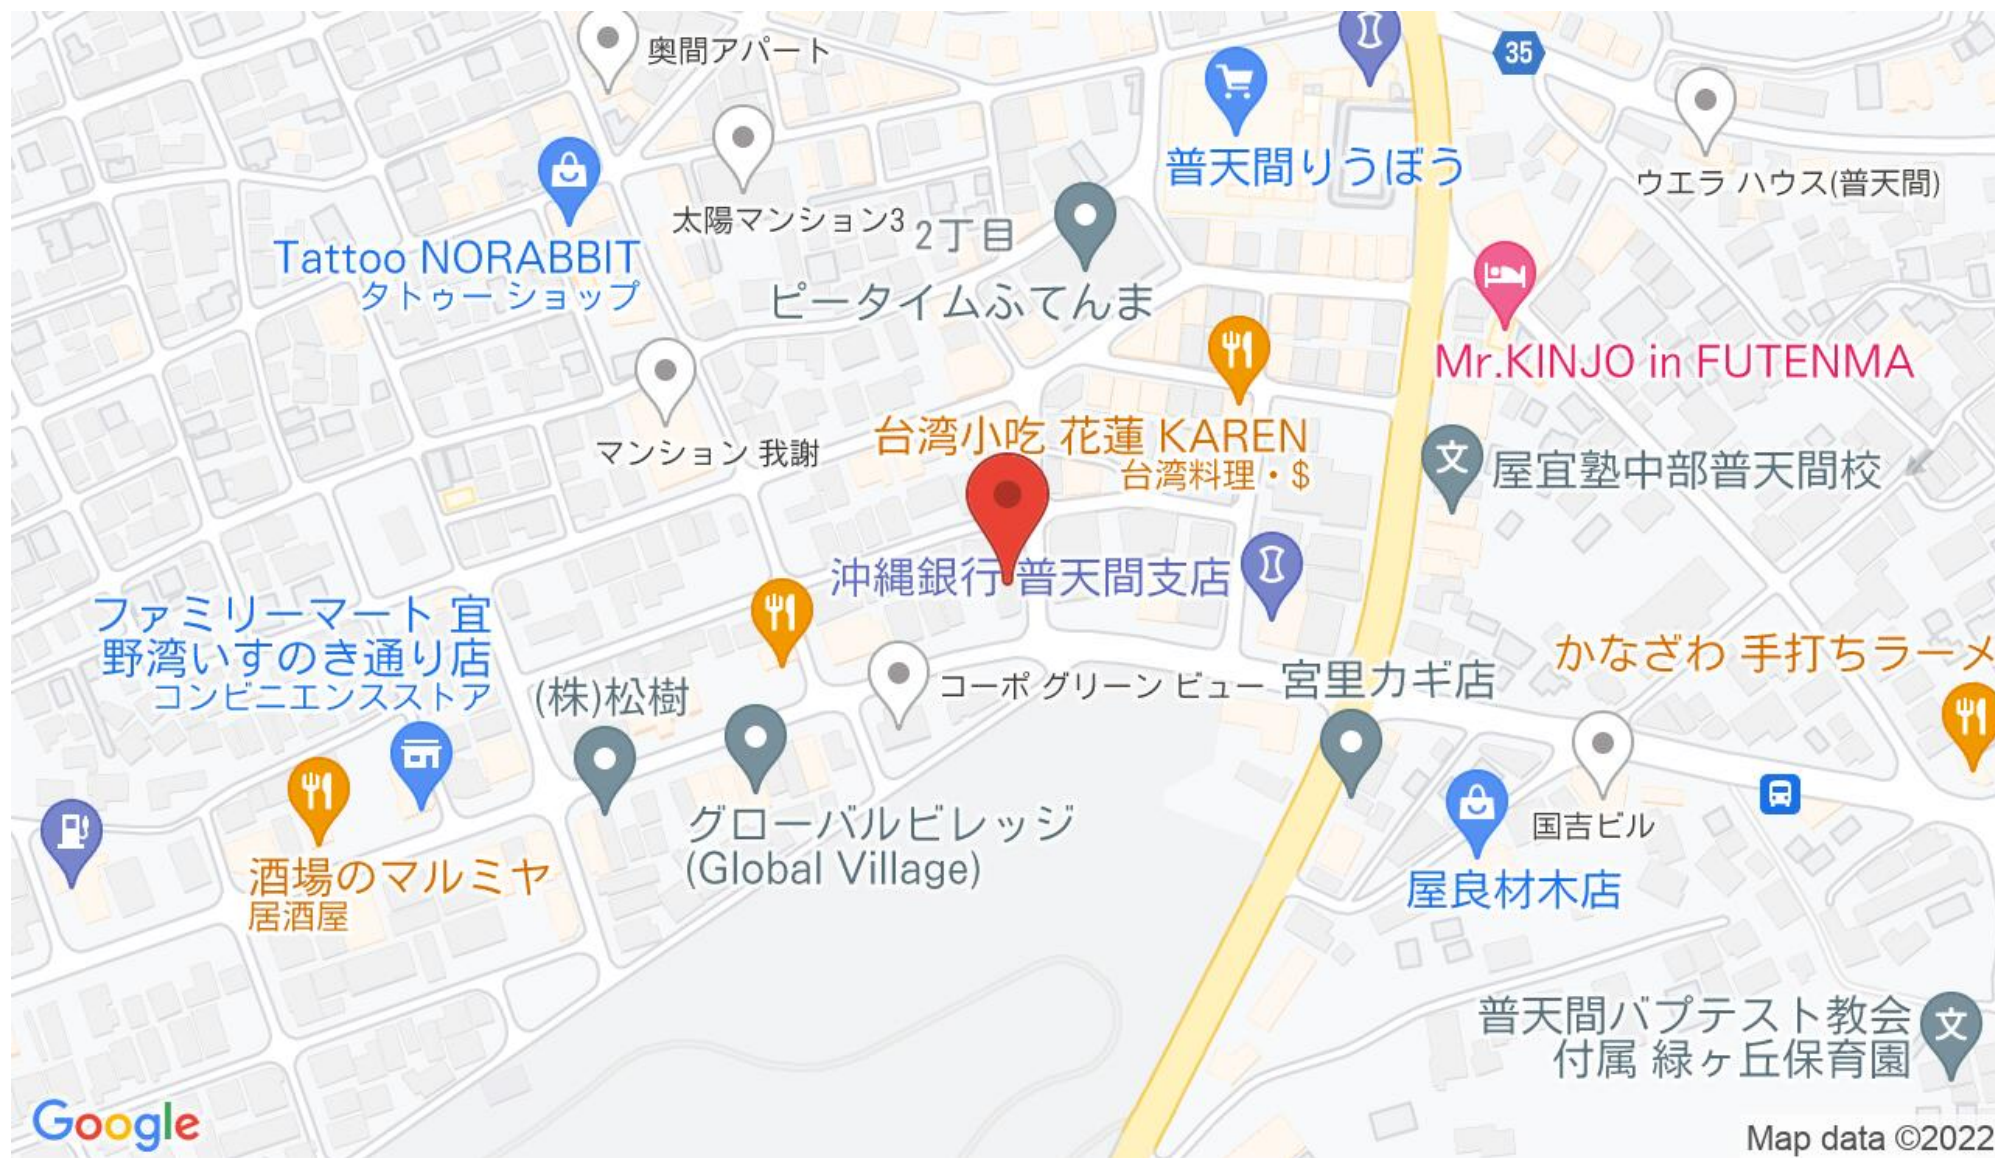 奥間アパート
35
普天間りうぼう
ウエラ ハウス(普天間)
太陽マンション3
2丁目
Tattoo NORABBIT
タトゥー ショップ
ピータイムふてんま
Mr.KINJO in FUTENMA
マンション 我謝
台湾小吃 花蓮 KAREN
台湾料理・$
文
屋宜塾中部普天間校
沖縄銀行 普天間支店
ファミリーマート 宜
野湾いすのき通り店
コンビニエンスストア
(株)松樹
コーポ グリーン ビュー
宮里カギ店
かなざわ 手打ちラーメ
グローバルビレッジ
(Global Village)
国吉ビル
酒場のマルミヤ
居酒屋
屋良材木店
普天間バプテスト教会
付属 緑ヶ丘保育園
文
Google
Map data ©2022